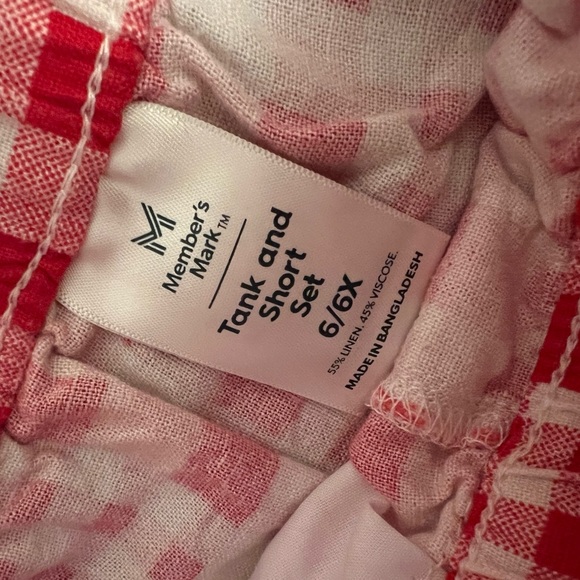 Member's
Mark™
Tank and
Short
Set
6/6X
55% LINEN. 45% VISCOSE.
MADE IN BANGLADESH